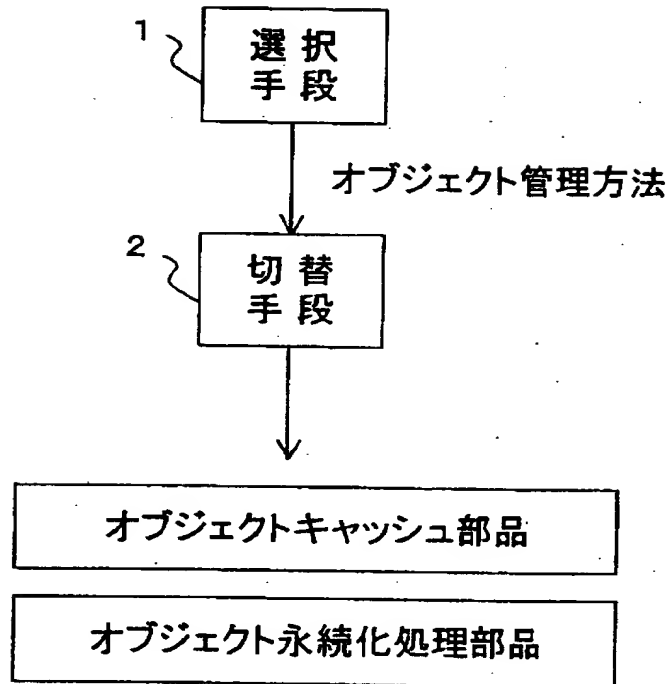 1
選択
手段
オブジェクト管理方法
2
切替
手段
オブジェクトキャッシュ部品
オブジェクト永続化処理部品